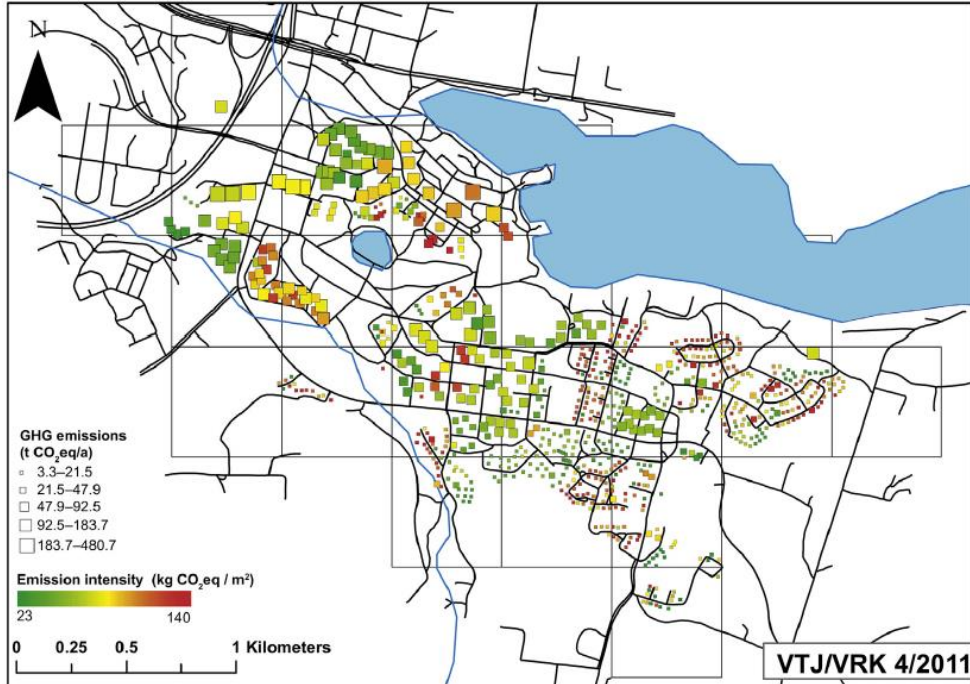 N
GHG emissions
(t CO₂eq/a)
3.3–21.5
21.5–47.9
47.9–92.5
92.5–183.7
183.7–480.7
Emission intensity (kg CO₂eq / m²)
23 140
0 0.25 0.5 1 Kilometers
VTJ/VRK 4/2011